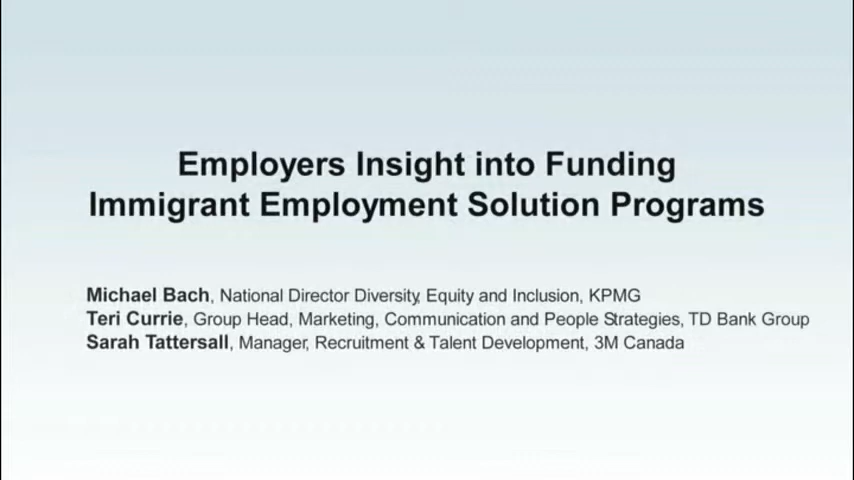 Employers Insight into Funding
Immigrant Employment Solution Programs
Michael Bach, National Director Diversity, Equity and Inclusion, KPMG
Teri Currie, Group Head, Marketing, Communication and People Strategies, TD Bank Group
Sarah Tattersall, Manager, Recruitment & Talent Development, 3M Canada